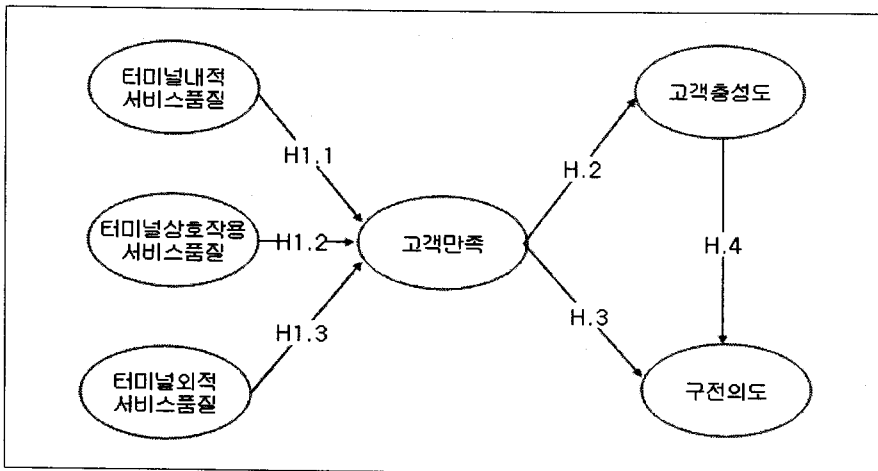 터미널내적
서비스품질
고객충성도
H1.1
H.2
터미널상호작용
서비스품질
H1.2
고객만족
H.4
H1.3
H.3
터미널외적
서비스품질
구전의도